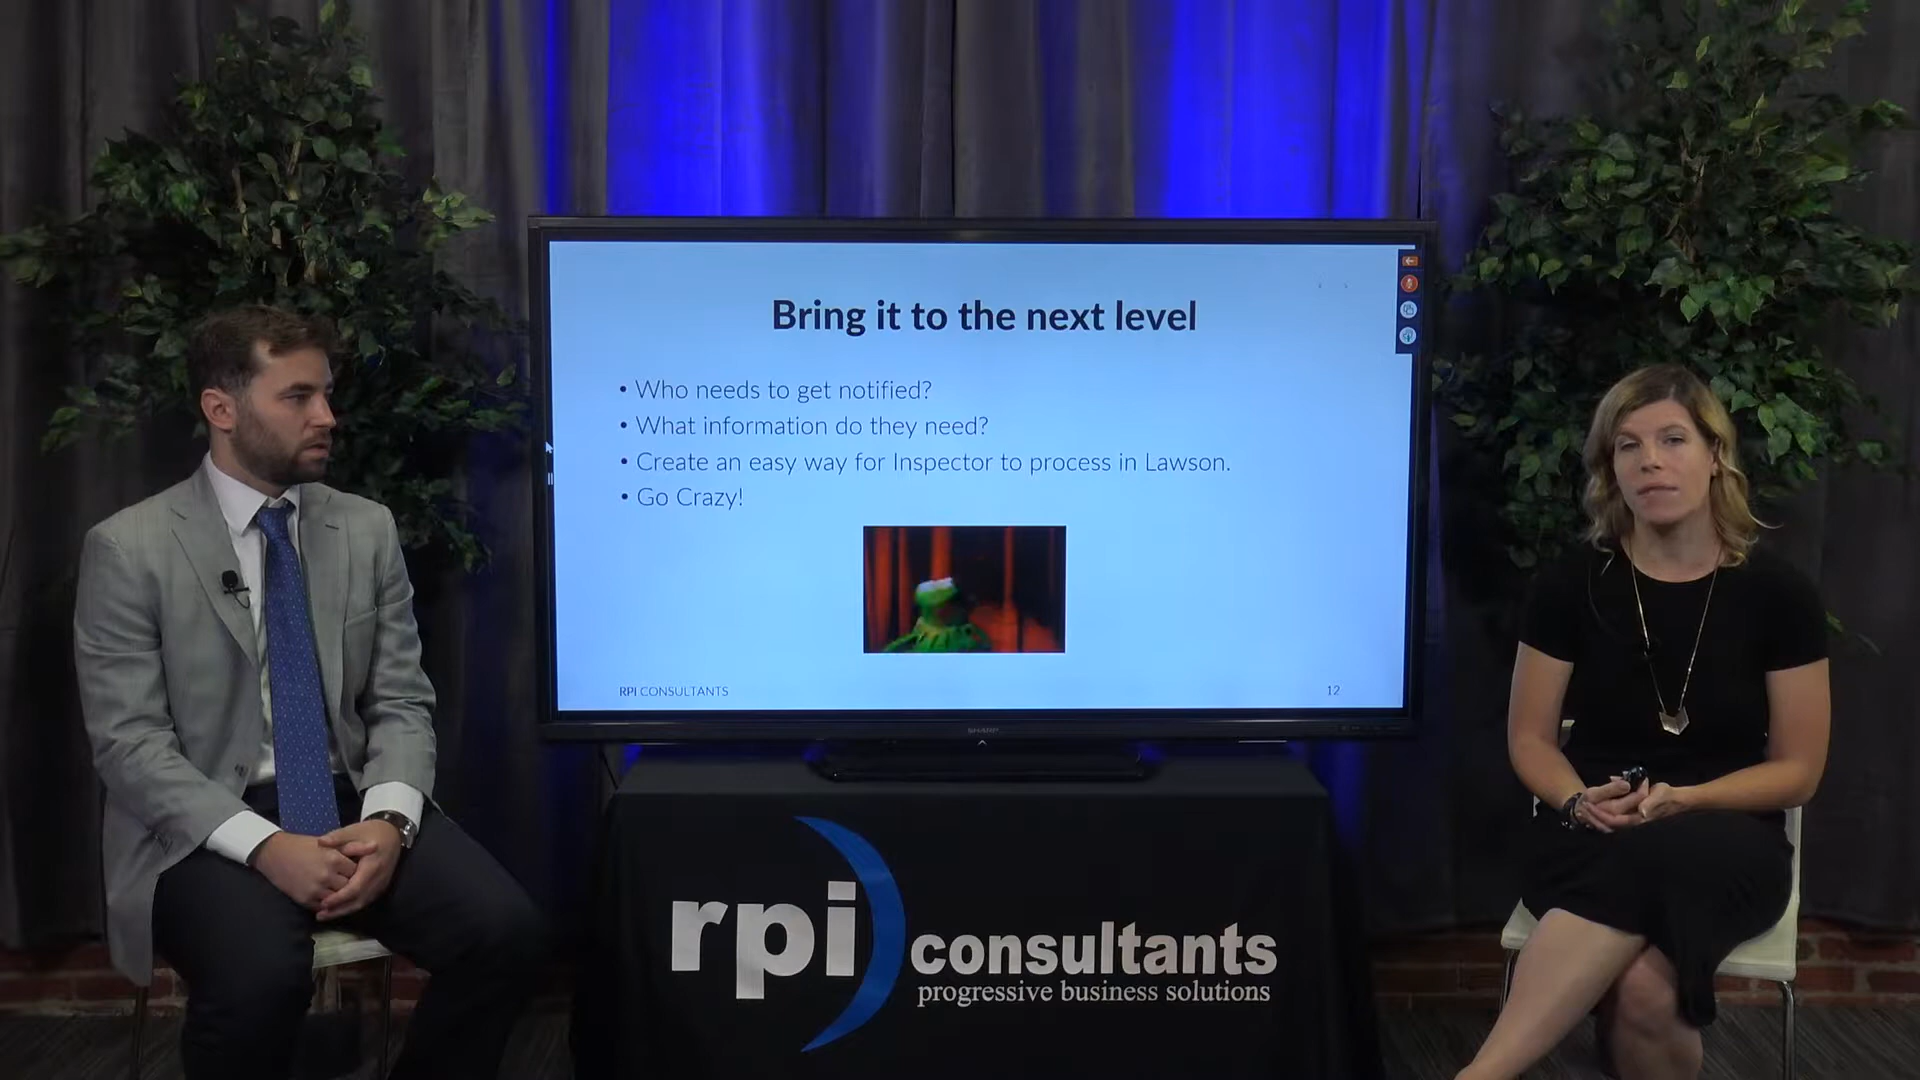 Bring it to the next level
• Who needs to get notified?
• What information do they need?
• Create an easy way for Inspector to process in Lawson.
• Go Crazy!
RPI CONSULTANTS
12
SHARP
rpi consultants
progressive business solutions